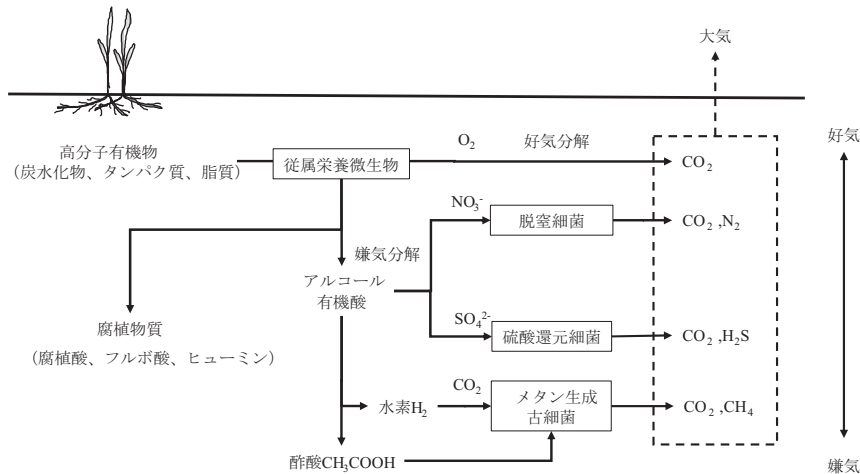 大気
好気
O₂
好気分解
高分子有機物
（炭水化物、タンパク質、脂質）
従属栄養微生物
CO₂
NO₃⁻
脱窒細菌
CO₂ ,N₂
嫌気分解
アルコール
有機酸
腐植物質
（腐植酸、フルボ酸、ヒューミン）
SO₄²⁻
硫酸還元細菌
CO₂ ,H₂S
水素H₂
CO₂
メタン生成
古細菌
CO₂ ,CH₄
酢酸CH₃COOH
嫌気